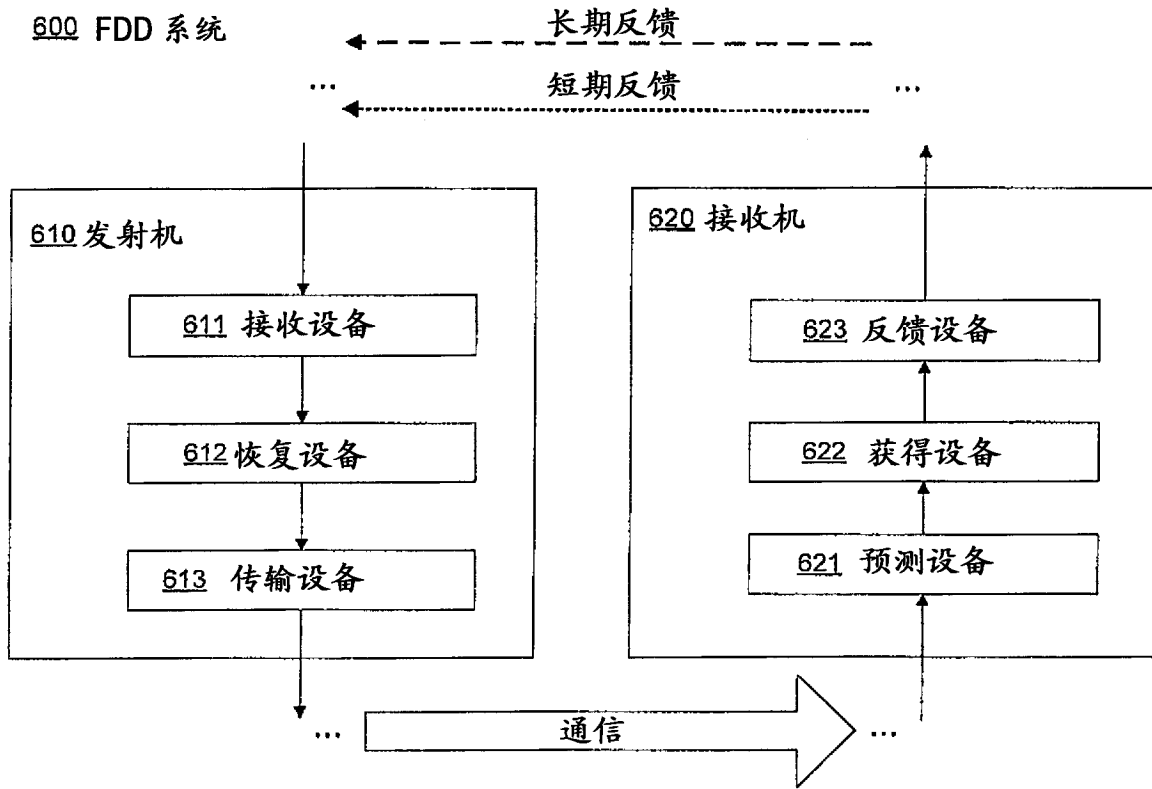 600 FDD 系统
长期反馈
... 短期反馈 ...
610 发射机
611 接收设备
612 恢复设备
613 传输设备
620 接收机
623 反馈设备
622 获得设备
621 预测设备
... 通信 ...